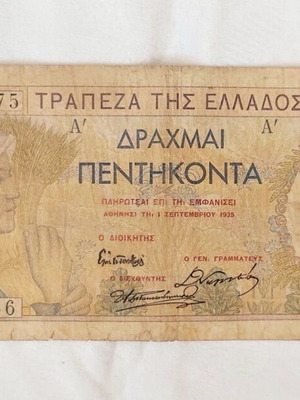 75
ΤΡΑΠΕΖΑ ΤΗΣ ΕΛΛΑΔΟΣ
Α' Α'
ΔΡΑΧΜΑΙ
ΠΕΝΤΗΚΟΝΤΑ
ΠΛΗΡΩΤΕΑΙ ΕΠΙ ΤΗι ΕΜΦΑΝΙΣΕΙ
ΑΘΗΝΗΣΙ ΤΗι 1 ΣΕΠΤΕΜΒΡΙΟΥ 1935
Ο ΔΙΟΙΚΗΤΗΣ
Ο ΓΕΝ. ΓΡΑΜΜΑΤΕΥΣ
Ο ΔΙΕΥΘΥΝΤΗΣ
6